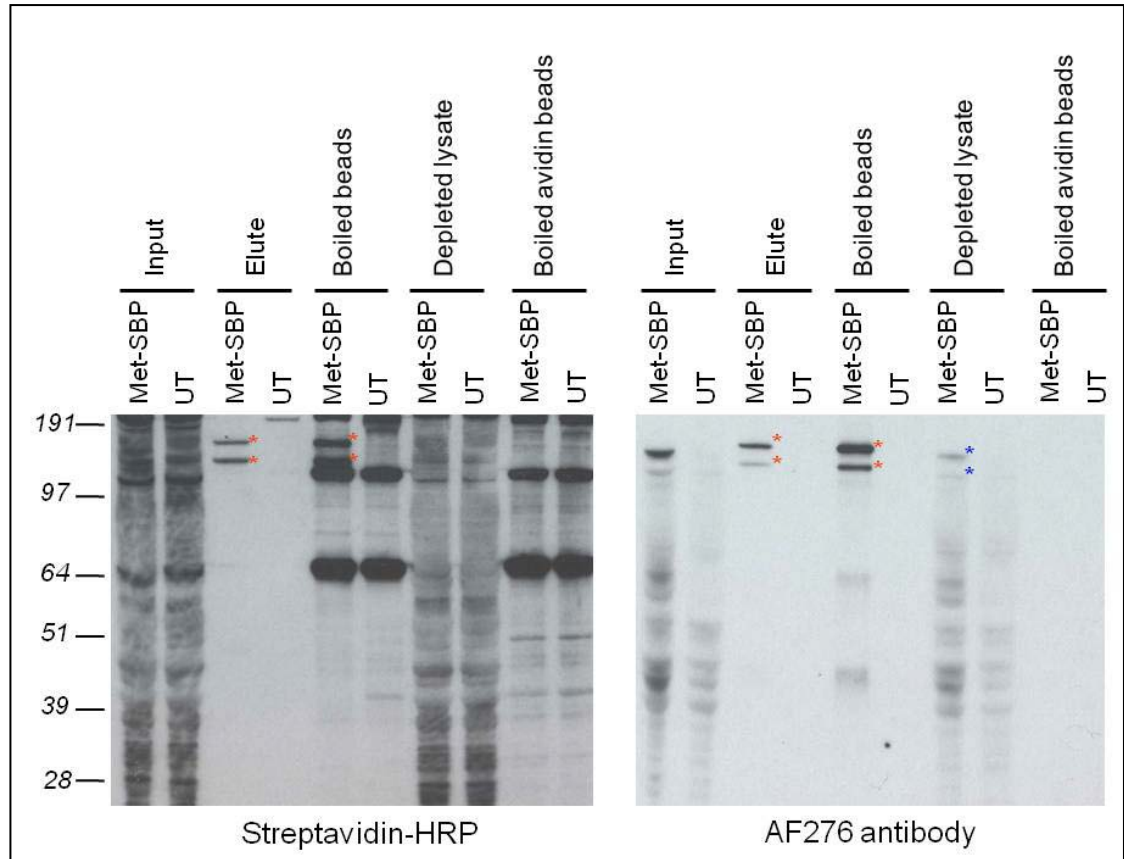 Input
Elute
Boiled beads
Depleted lysate
Boiled avidin beads
Input
Elute
Boiled beads
Depleted lysate
Boiled avidin beads
Met-SBP
UT
Met-SBP
UT
Met-SBP
UT
Met-SBP
UT
Met-SBP
UT
Met-SBP
UT
Met-SBP
UT
Met-SBP
UT
Met-SBP
UT
Met-SBP
UT
191
*
*
*
*
97
64
51
39
28
*
*
*
*
*
*
Streptavidin-HRP
AF276 antibody